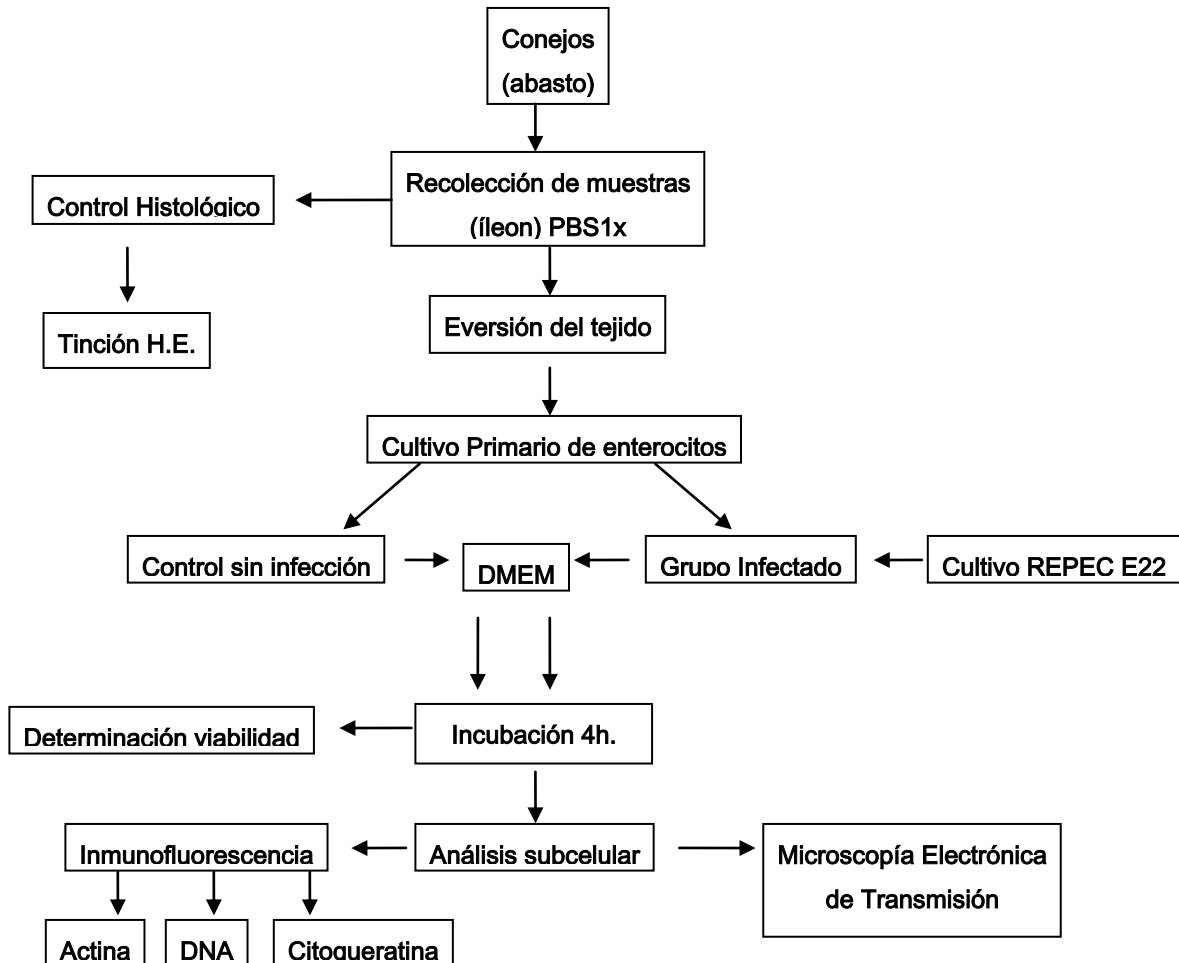 Conejos
(abasto)
Recolección de muestras
(íleon) PBS1x
Control Histológico
Eversión del tejido
Tinción H.E.
Cultivo Primario de enterocitos
Control sin infección
DMEM
Grupo Infectado
Cultivo REPEC E22
Determinación viabilidad
Incubación 4h.
Inmunofluorescencia
Análisis subcelular
Microscopía Electrónica
de Transmisión
Actina
DNA
Citoqueratina